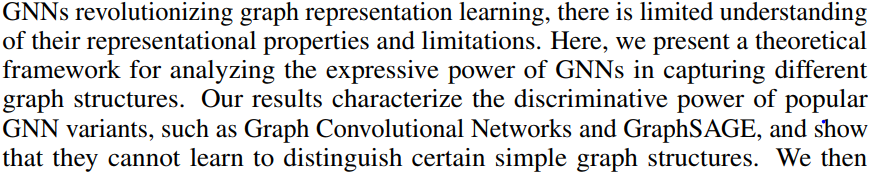 GNNs revolutionizing graph representation learning, there is limited understanding
of their representational properties and limitations. Here, we present a theoretical
framework for analyzing the expressive power of GNNs in capturing different
graph structures. Our results characterize the discriminative power of popular
GNN variants, such as Graph Convolutional Networks and GraphSAGE, and show
that they cannot learn to distinguish certain simple graph structures. We then